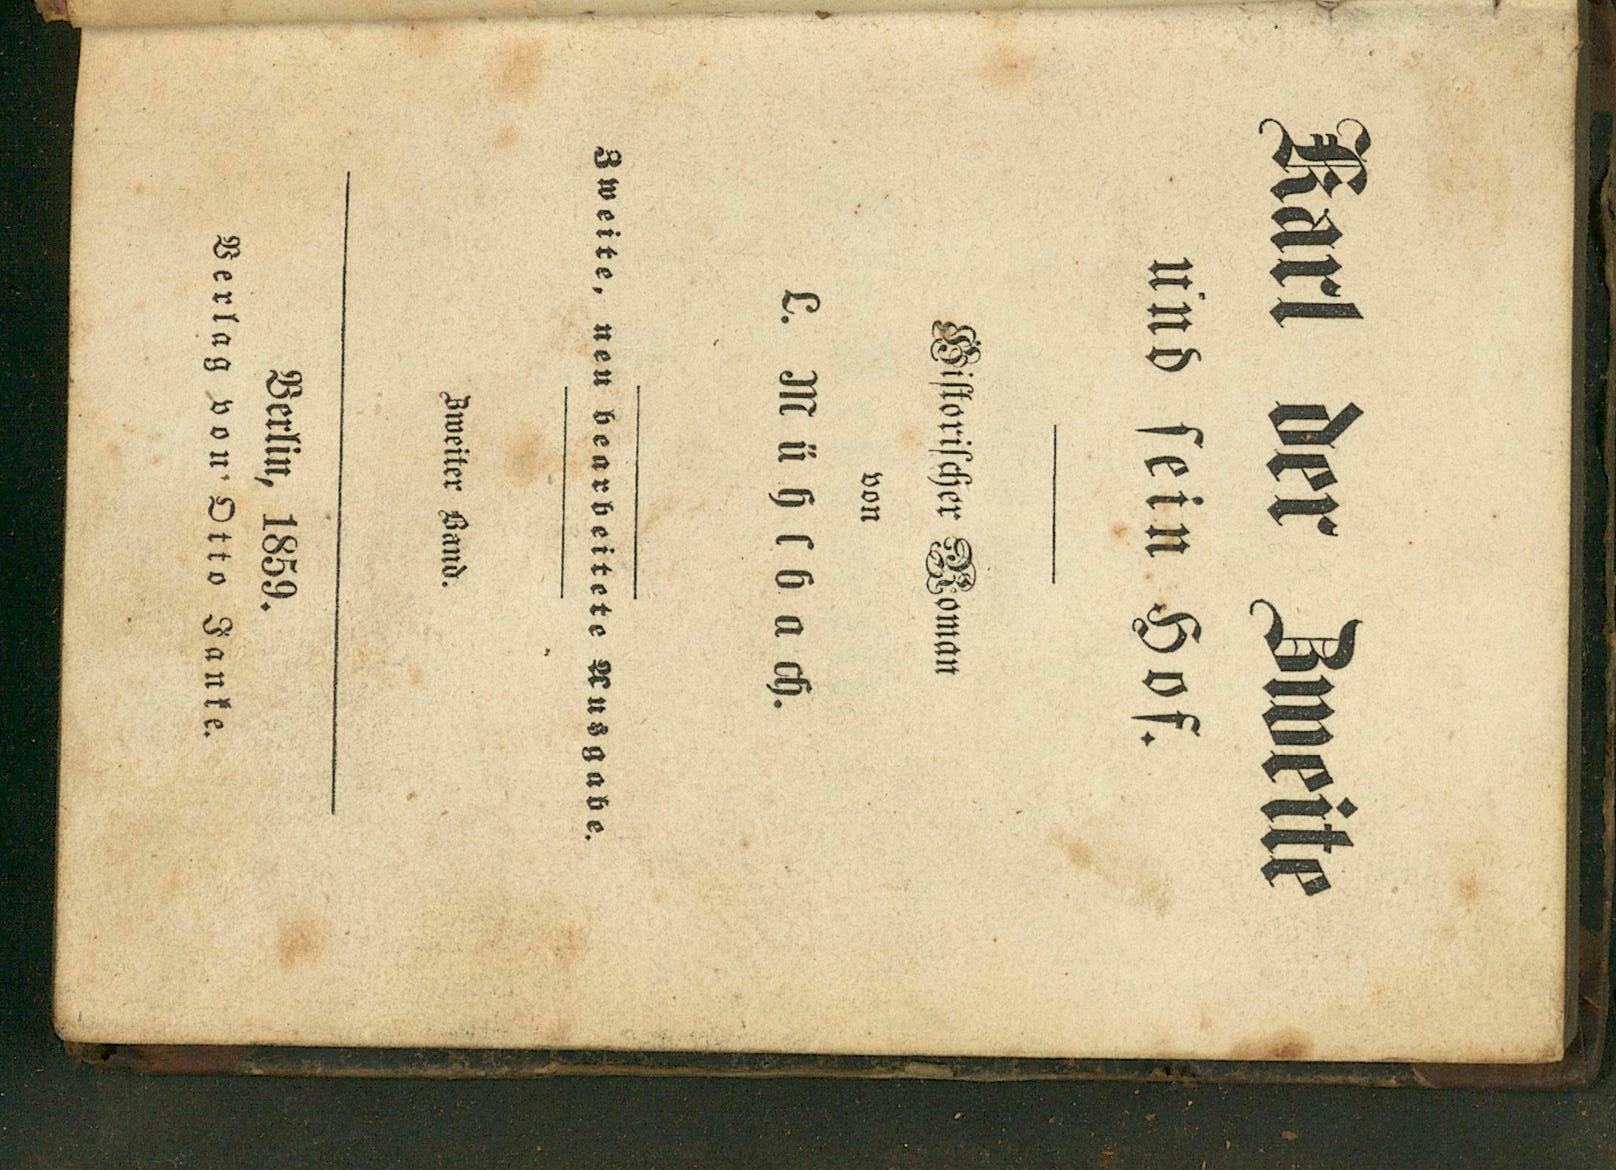 Karl der Zweite
und sein Hof.
Historischer Roman
von
L. Mühlbach.
Zweite, neu bearbeitete Ausgabe.
Zweiter Band.
Berlin, 1859.
Verlag von Otto Janke.